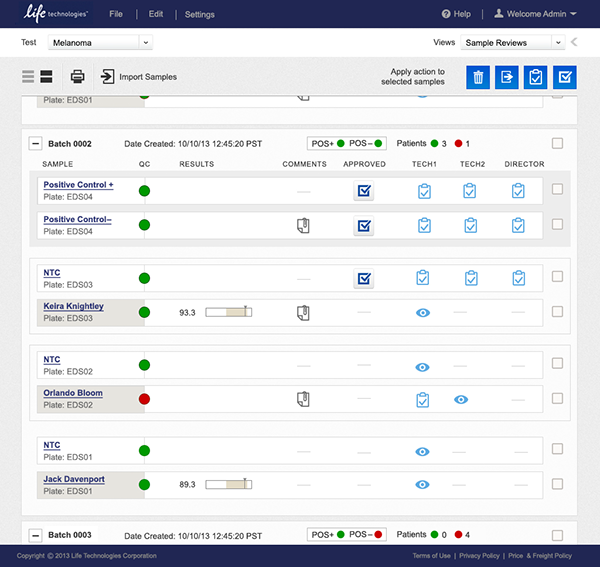 life technologies™ File Edit Settings Help Welcome Admin
Test Melanoma Views Sample Reviews
Import Samples Apply action to
selected samples
Plate: EDS01
Batch 0002 Date Created: 10/10/13 12:45:20 PST POS+ POS– Patients 3 1
SAMPLE QC RESULTS COMMENTS APPROVED TECH1 TECH2 DIRECTOR
Positive Control +
Plate: EDS04
Positive Control–
Plate: EDS04
NTC
Plate: EDS03
Keira Knightley
Plate: EDS03
93.3
NTC
Plate: EDS02
Orlando Bloom
Plate: EDS02
NTC
Plate: EDS01
Jack Davenport
Plate: EDS01
89.3
Batch 0003 Date Created: 10/10/13 12:45:20 PST POS+ POS– Patients 0 4
Copyright © 2013 Life Technologies Corporation Terms of Use | Privacy Policy | Price & Freight Policy